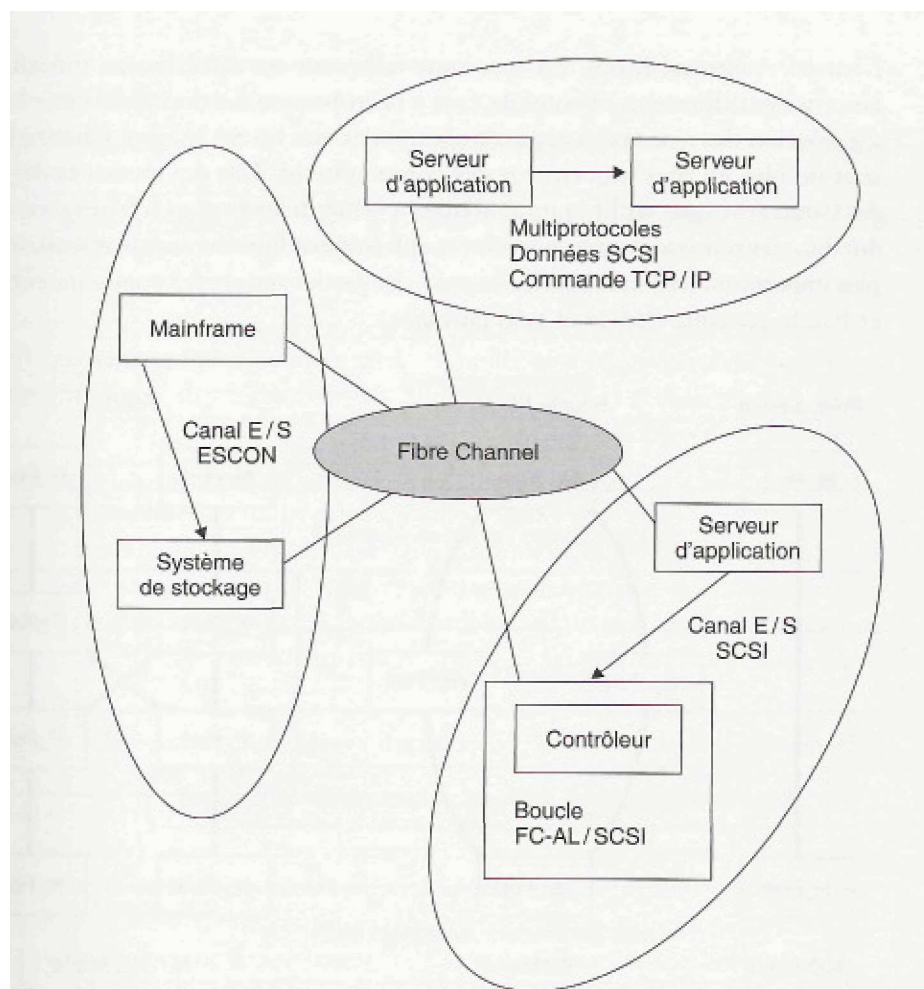 Serveur
d'application
Serveur
d'application
Multiprotocoles
Données SCSI
Commande TCP/IP
Mainframe
Canal E/S
ESCON
Fibre Channel
Système
de stockage
Serveur
d'application
Canal E/S
SCSI
Contrôleur
Boucle
FC-AL/SCSI